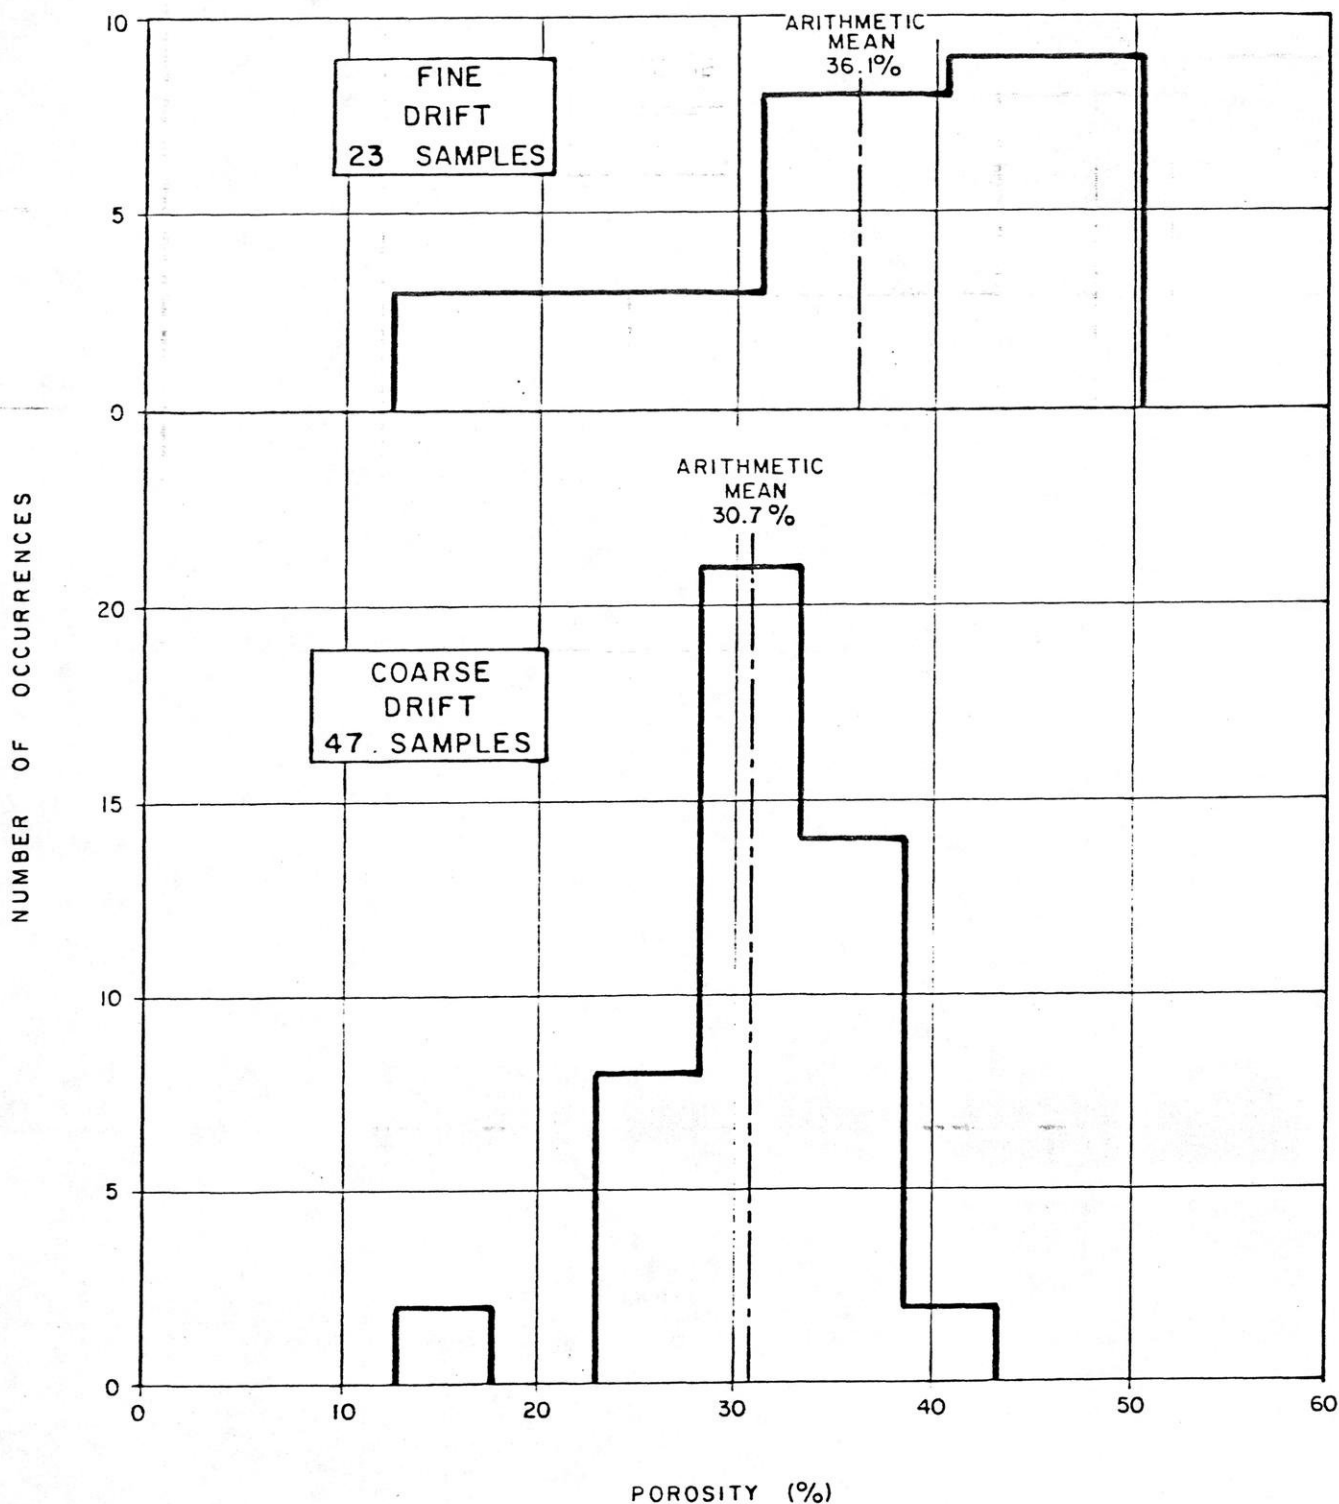 10
ARITHMETIC
MEAN
36.1%
FINE
DRIFT
23 SAMPLES
5
0
ARITHMETIC
MEAN
30.7%
20
COARSE
DRIFT
47. SAMPLES
15
10
5
0
NUMBER OF OCCURRENCES
0 10 20 30 40 50 60
POROSITY (%)